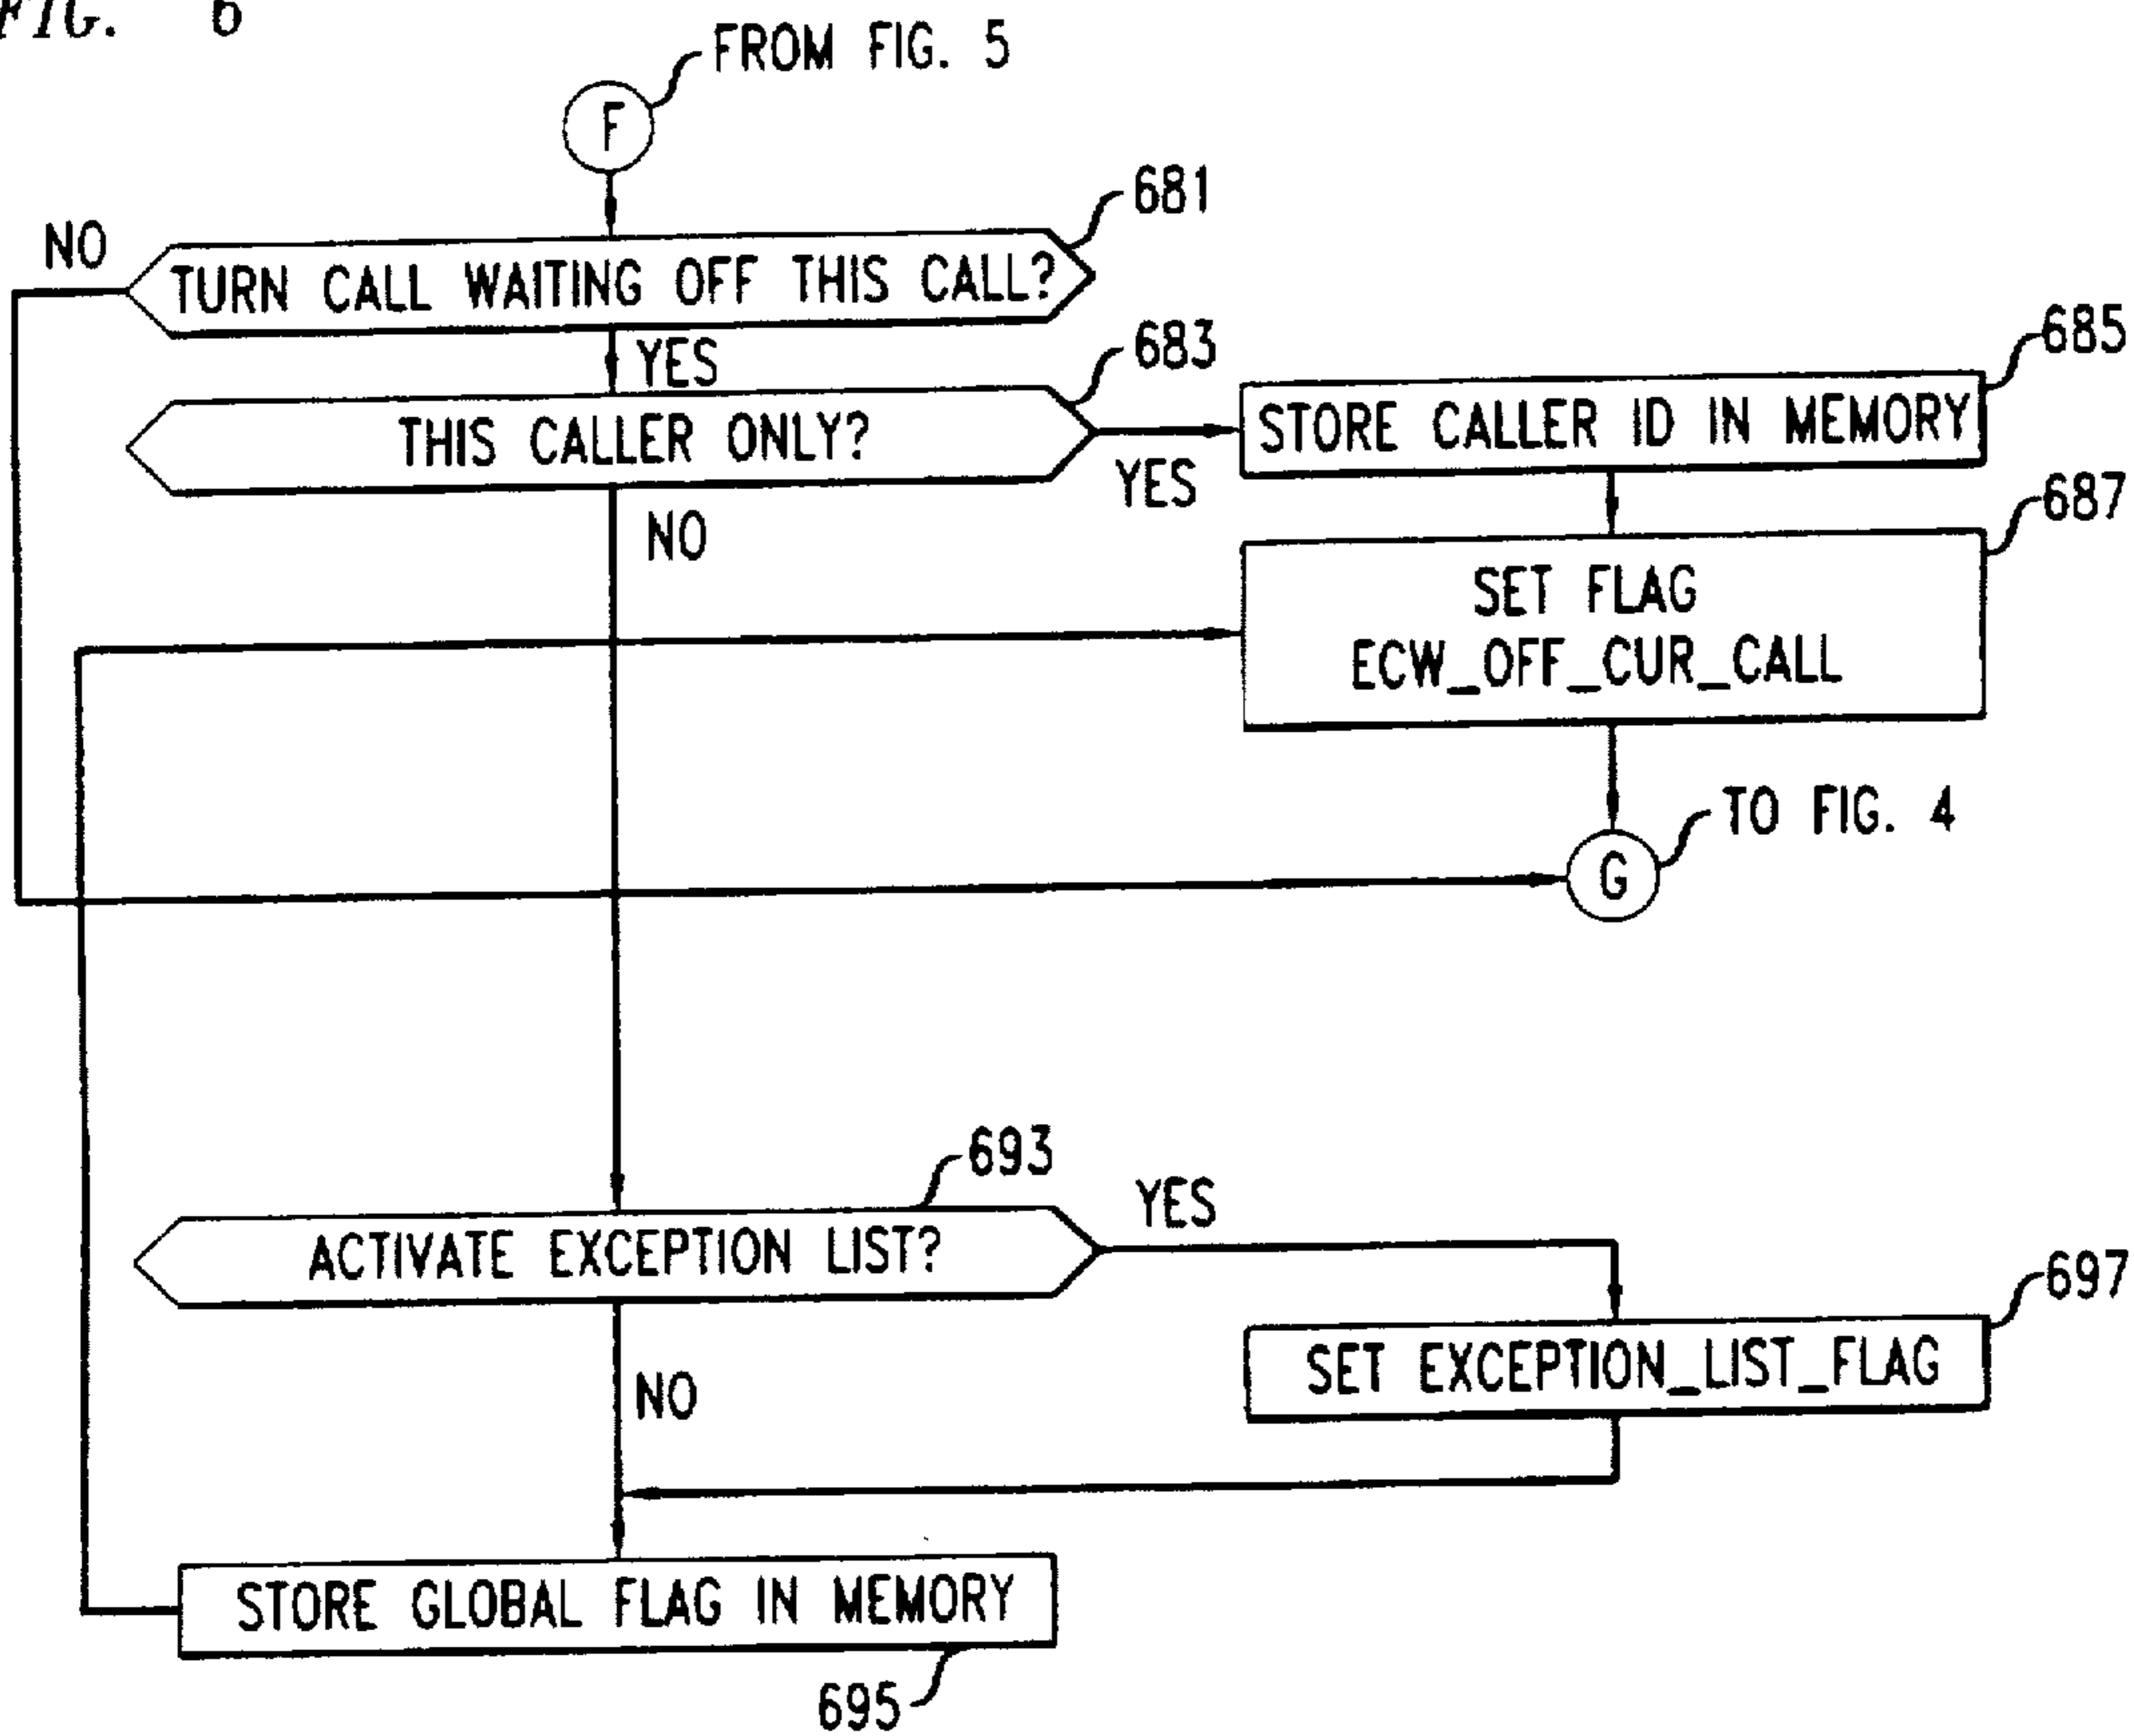 FIG. 6
FROM FIG. 5
F
681
NO
TURN CALL WAITING OFF THIS CALL?
YES
683
685
THIS CALLER ONLY?
STORE CALLER ID IN MEMORY
YES
687
NO
SET FLAG
ECW_OFF_CUR_CALL
TO FIG. 4
G
693
YES
ACTIVATE EXCEPTION LIST?
697
SET EXCEPTION_LIST_FLAG
NO
STORE GLOBAL FLAG IN MEMORY
695